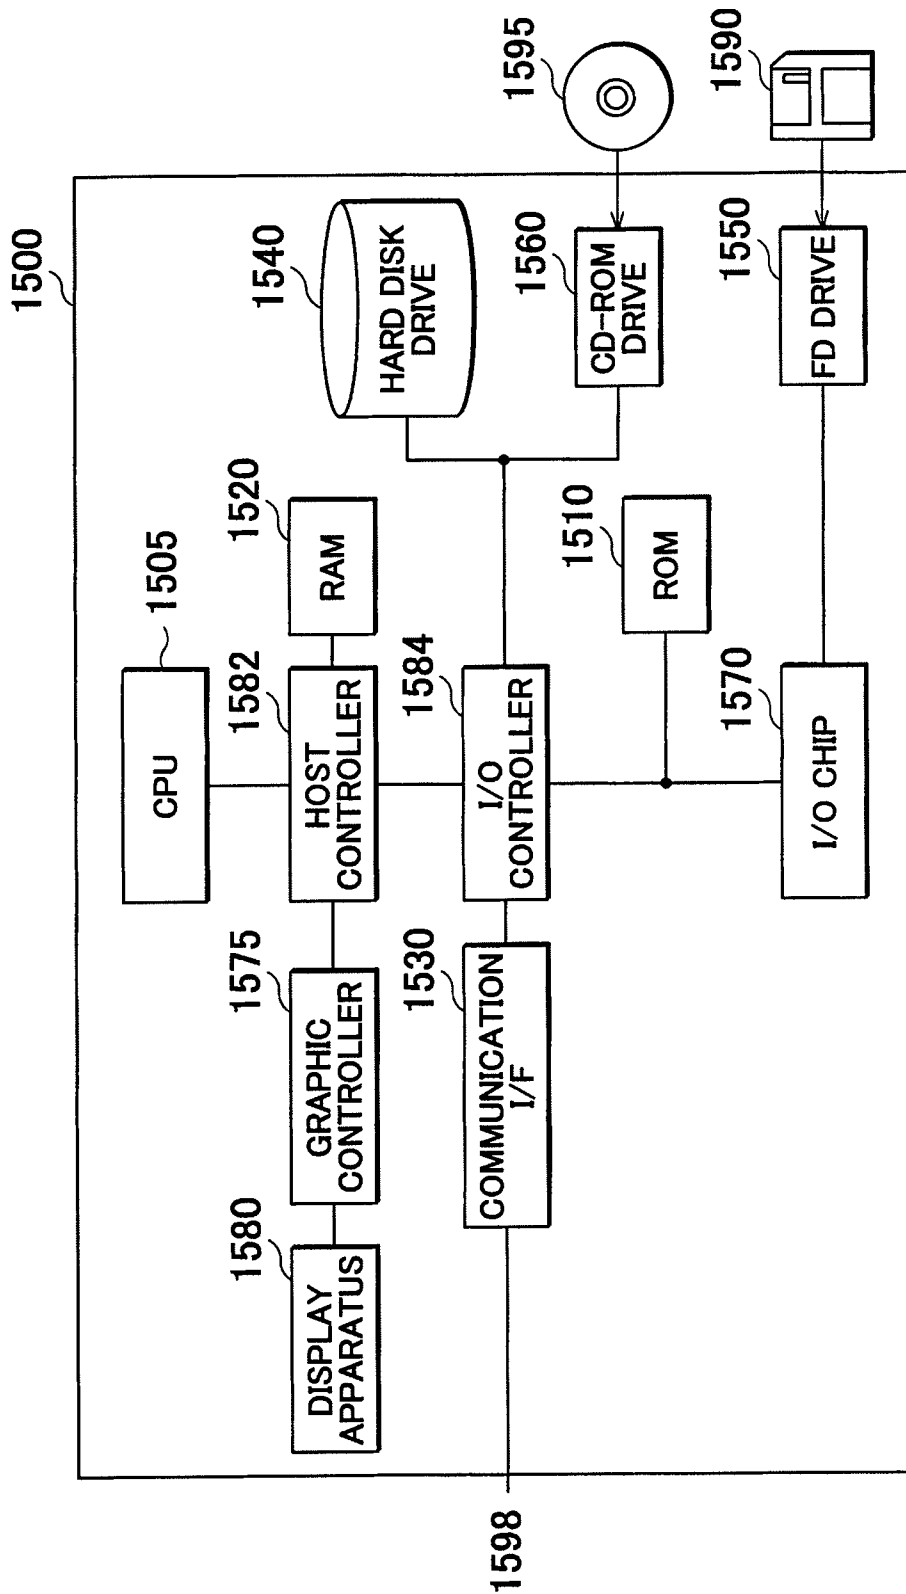 1500
1505
CPU
1582
HOST
CONTROLLER
1520
RAM
1575
GRAPHIC
CONTROLLER
1580
DISPLAY
APPARATUS
1540
HARD DISK
DRIVE
1584
I/O
CONTROLLER
1530
COMMUNICATION
I/F
1598
1560
CD-ROM
DRIVE
1595
1510
ROM
1570
I/O CHIP
1550
FD DRIVE
1590